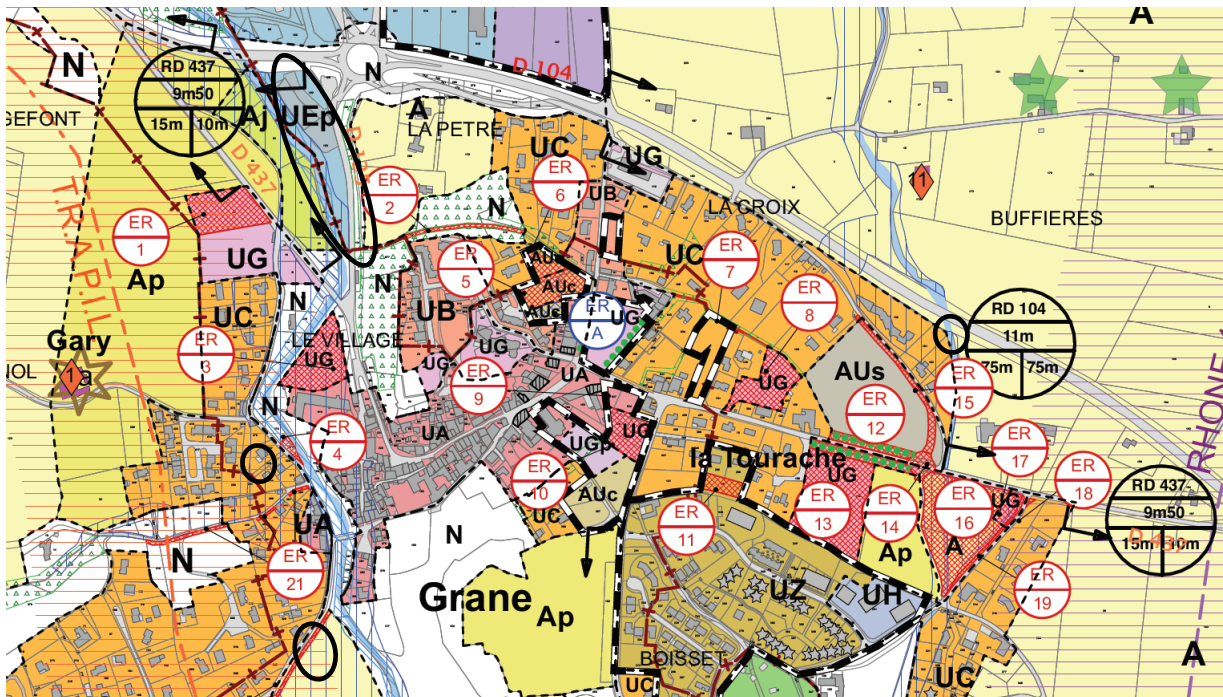 A
N
RD 437
9m50
15m
10m
Aj
UEp
N
D 104
A
LA PETRE
GEFONT
D 437
UC
UG
ER
2
ER
6
UB
N
LA CROIX
11
BUFFIERES
T.R.A.P.I.L
ER
1
Ap
UG
ER
5
AUc
AUc
UC
ER
7
ER
8
UC
N
UB
ER
A
UG
RD 104
11m
75m
75m
Gary
NOL
1a
ER
3
LE VILLAGE
UG
UG
UG
ER
9
UA
UG
AUs
ER
12
ER
15
N
ER
4
UA
UGp
UG
la Tourache
UG
ER
17
RHONE
ER
10
AUc
UC
ER
13
ER
14
ER
16
UG
ER
18
RD 437
9m50
15m
10m
UA
N
ER
11
Ap
A
N
ER
21
Grane
Ap
UZ
UH
ER
19
BOISSET
UC
UC
A